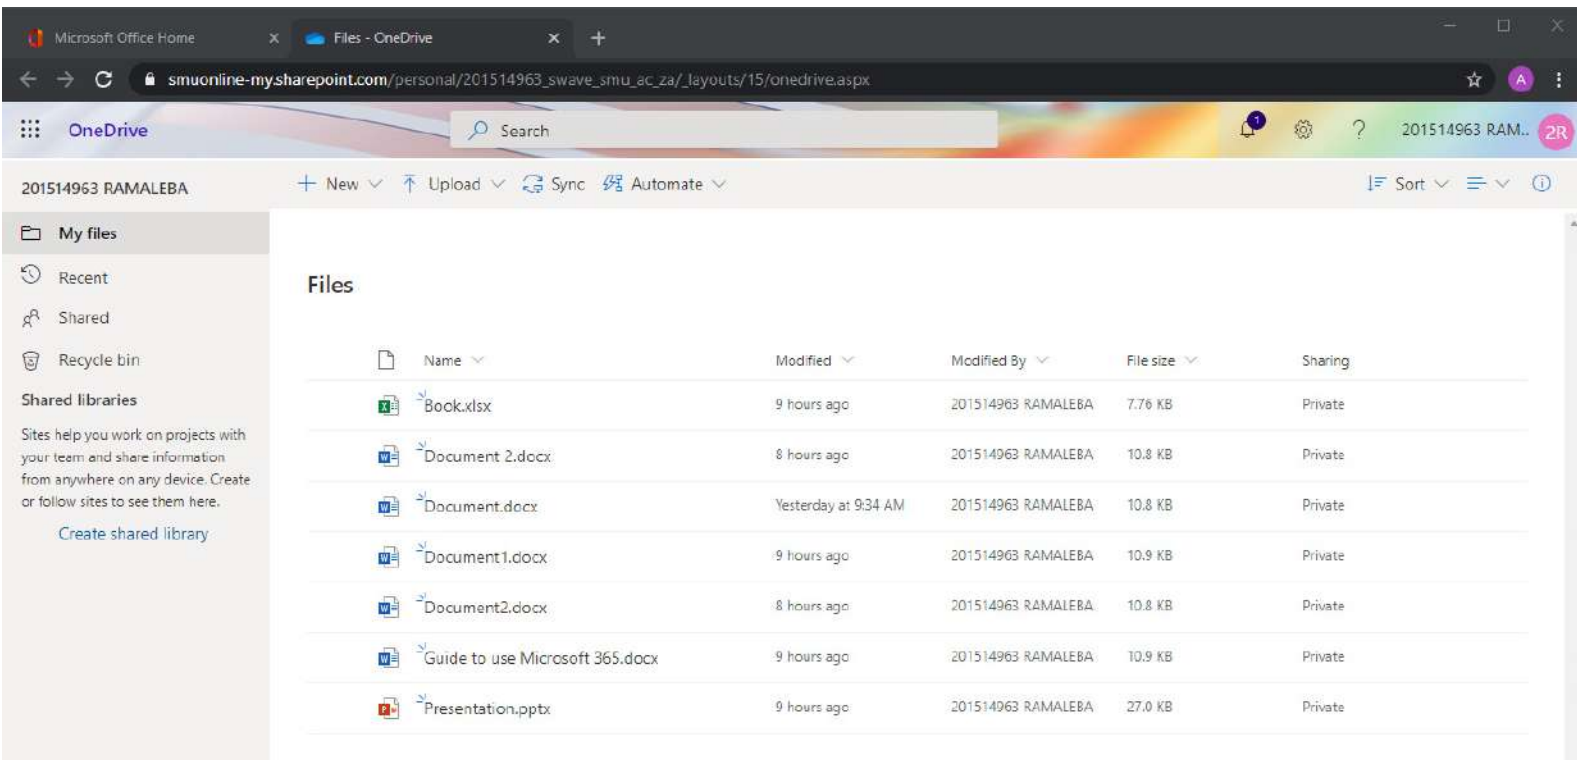 Microsoft Office Home
Files - OneDrive
smuonline-my.sharepoint.com/personal/201514963_swave_smu_ac_za/_layouts/15/onedrive.aspx
A
OneDrive
Search
1
?
201514963 RAM..
2R
201514963 RAMALEBA
New
Upload
Sync
Automate
Sort
My files
Recent
Shared
Recycle bin
Shared libraries
Sites help you work on projects with
your team and share information
from anywhere on any device. Create
or follow sites to see them here.
Create shared library
Files
Name Modified Modified By File size Sharing
Book.xlsx 9 hours ago 201514963 RAMALEBA 7.76 KB Private
Document 2.docx 8 hours ago 201514963 RAMALEBA 10.8 KB Private
Document.docx Yesterday at 9:34 AM 201514963 RAMALEBA 10.8 KB Private
Document1.docx 9 hours ago 201514963 RAMALEBA 10.9 KB Private
Document2.docx 8 hours ago 201514963 RAMALEBA 10.8 KB Private
Guide to use Microsoft 365.docx 9 hours ago 201514963 RAMALEBA 10.9 KB Private
Presentation.pptx 9 hours ago 201514963 RAMALEBA 27.0 KB Private